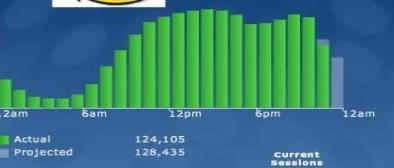 12am 6am 12pm 6pm 12am
Actual 124,105
Projected 128,435
Current
Sessions